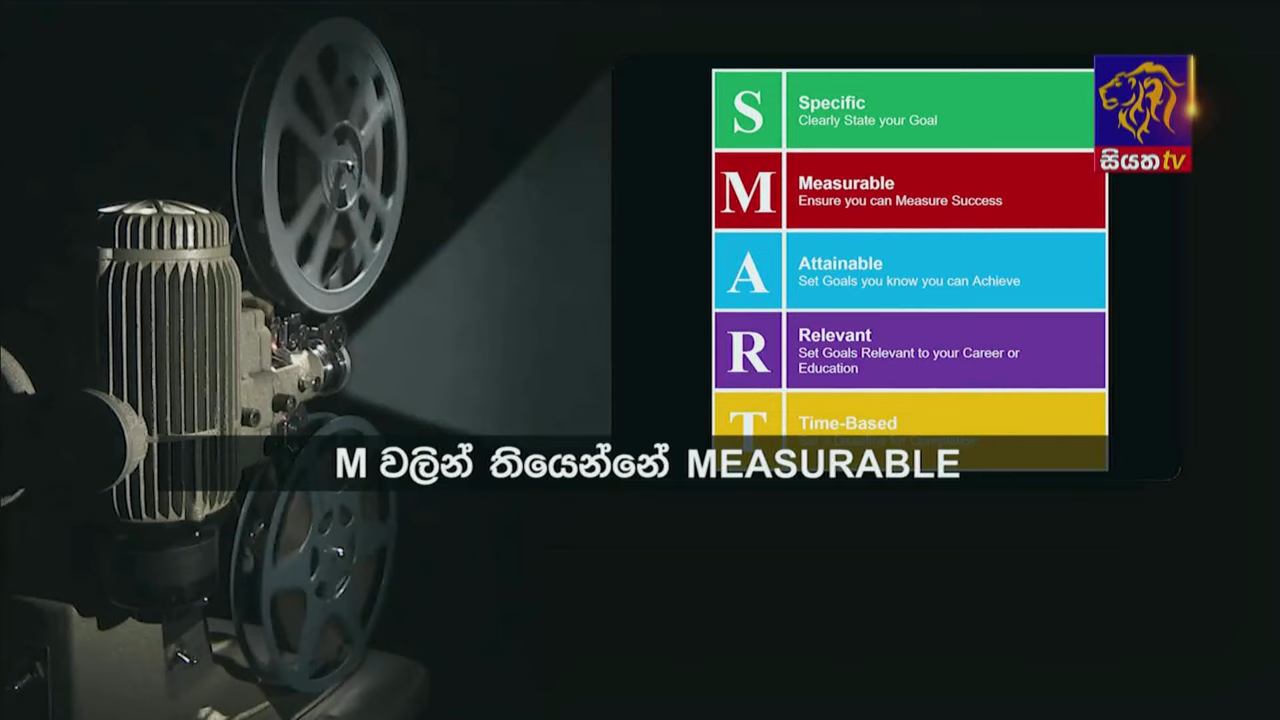 S
Specific
Clearly State your Goal
M
Measurable
Ensure you can Measure Success
A
Attainable
Set Goals you know you can Achieve
R
Relevant
Set Goals Relevant to your Career or
Education
T
Time-Based
සියත tv
M වලින් තියෙන්නේ MEASURABLE